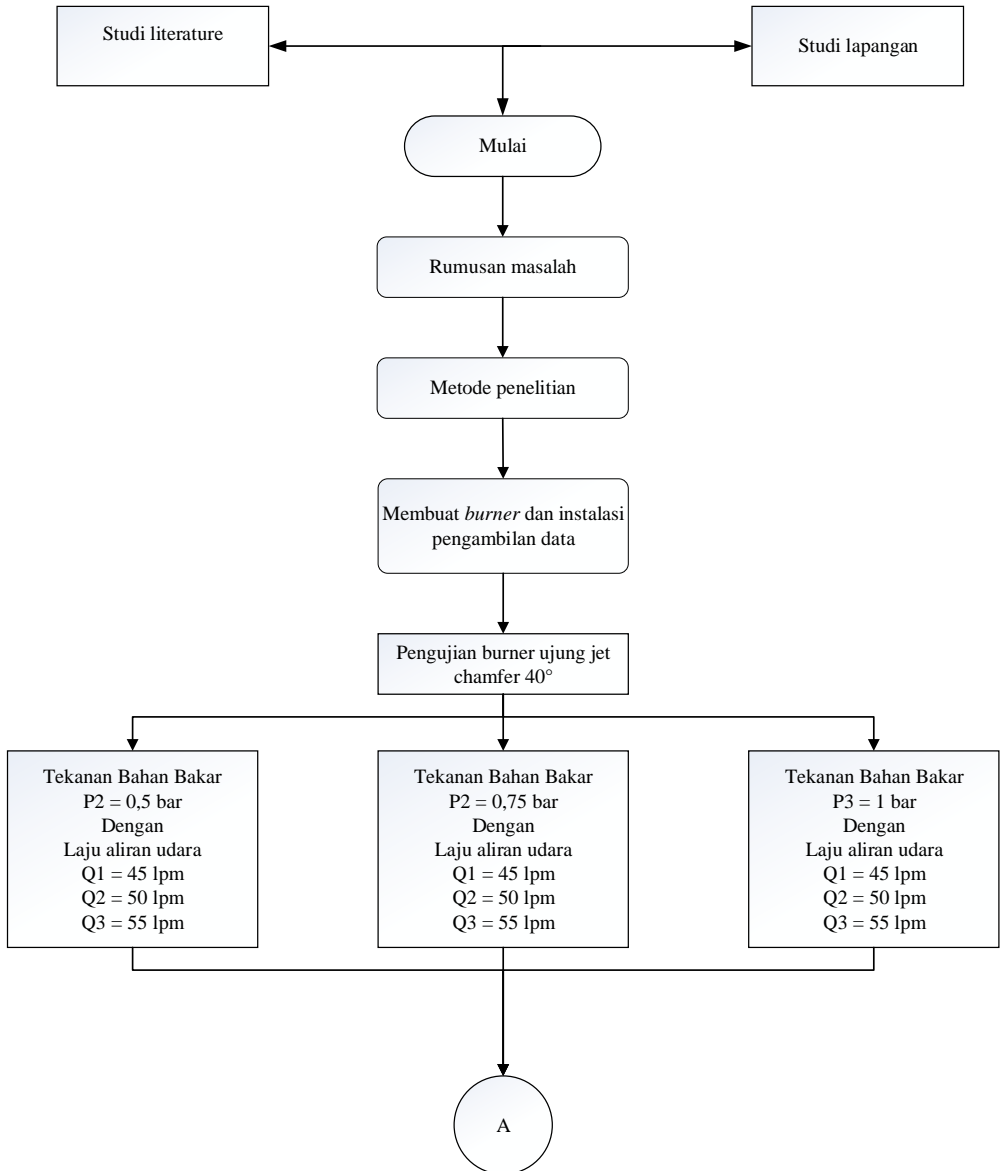 Studi literature
Studi lapangan
Mulai
Rumusan masalah
Metode penelitian
Membuat burner dan instalasi
pengambilan data
Pengujian burner ujung jet
chamfer 40°
Tekanan Bahan Bakar
P2 = 0,5 bar
Dengan
Laju aliran udara
Q1 = 45 lpm
Q2 = 50 lpm
Q3 = 55 lpm
Tekanan Bahan Bakar
P2 = 0,75 bar
Dengan
Laju aliran udara
Q1 = 45 lpm
Q2 = 50 lpm
Q3 = 55 lpm
Tekanan Bahan Bakar
P3 = 1 bar
Dengan
Laju aliran udara
Q1 = 45 lpm
Q2 = 50 lpm
Q3 = 55 lpm
A